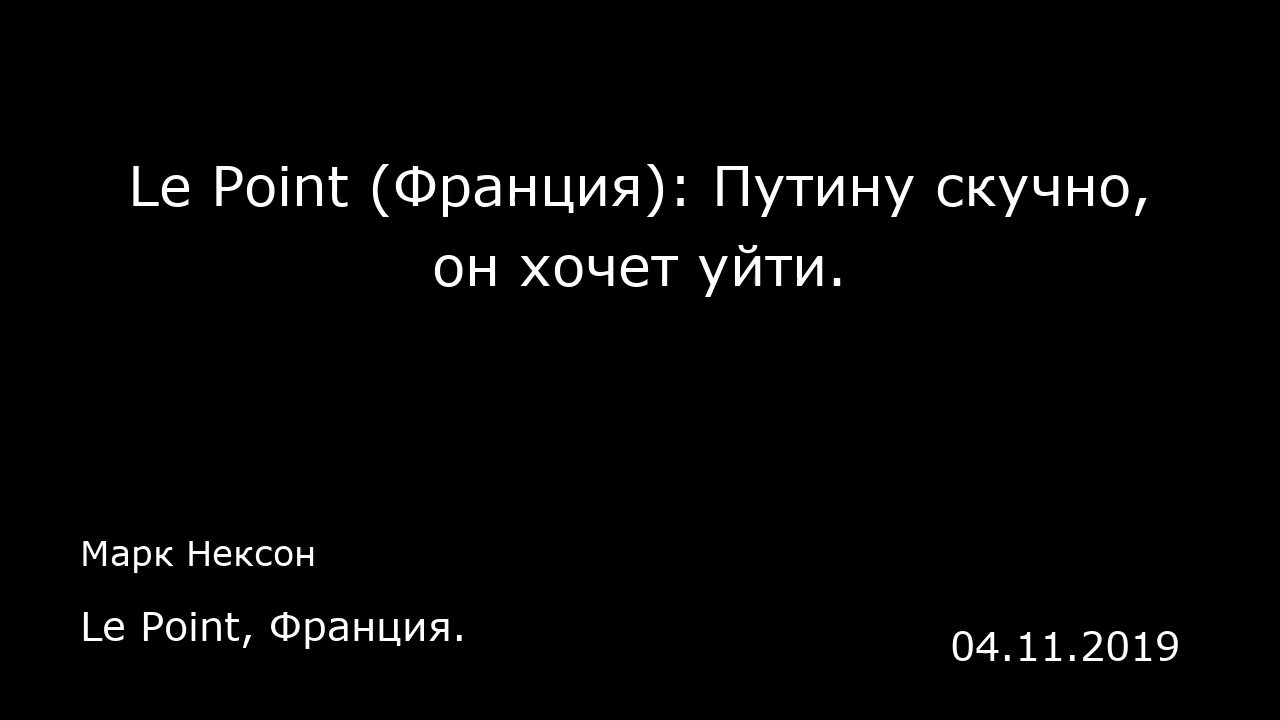 Le Point (Франция): Путину скучно,
он хочет уйти.
Марк Нексон
Le Point, Франция.
04.11.2019